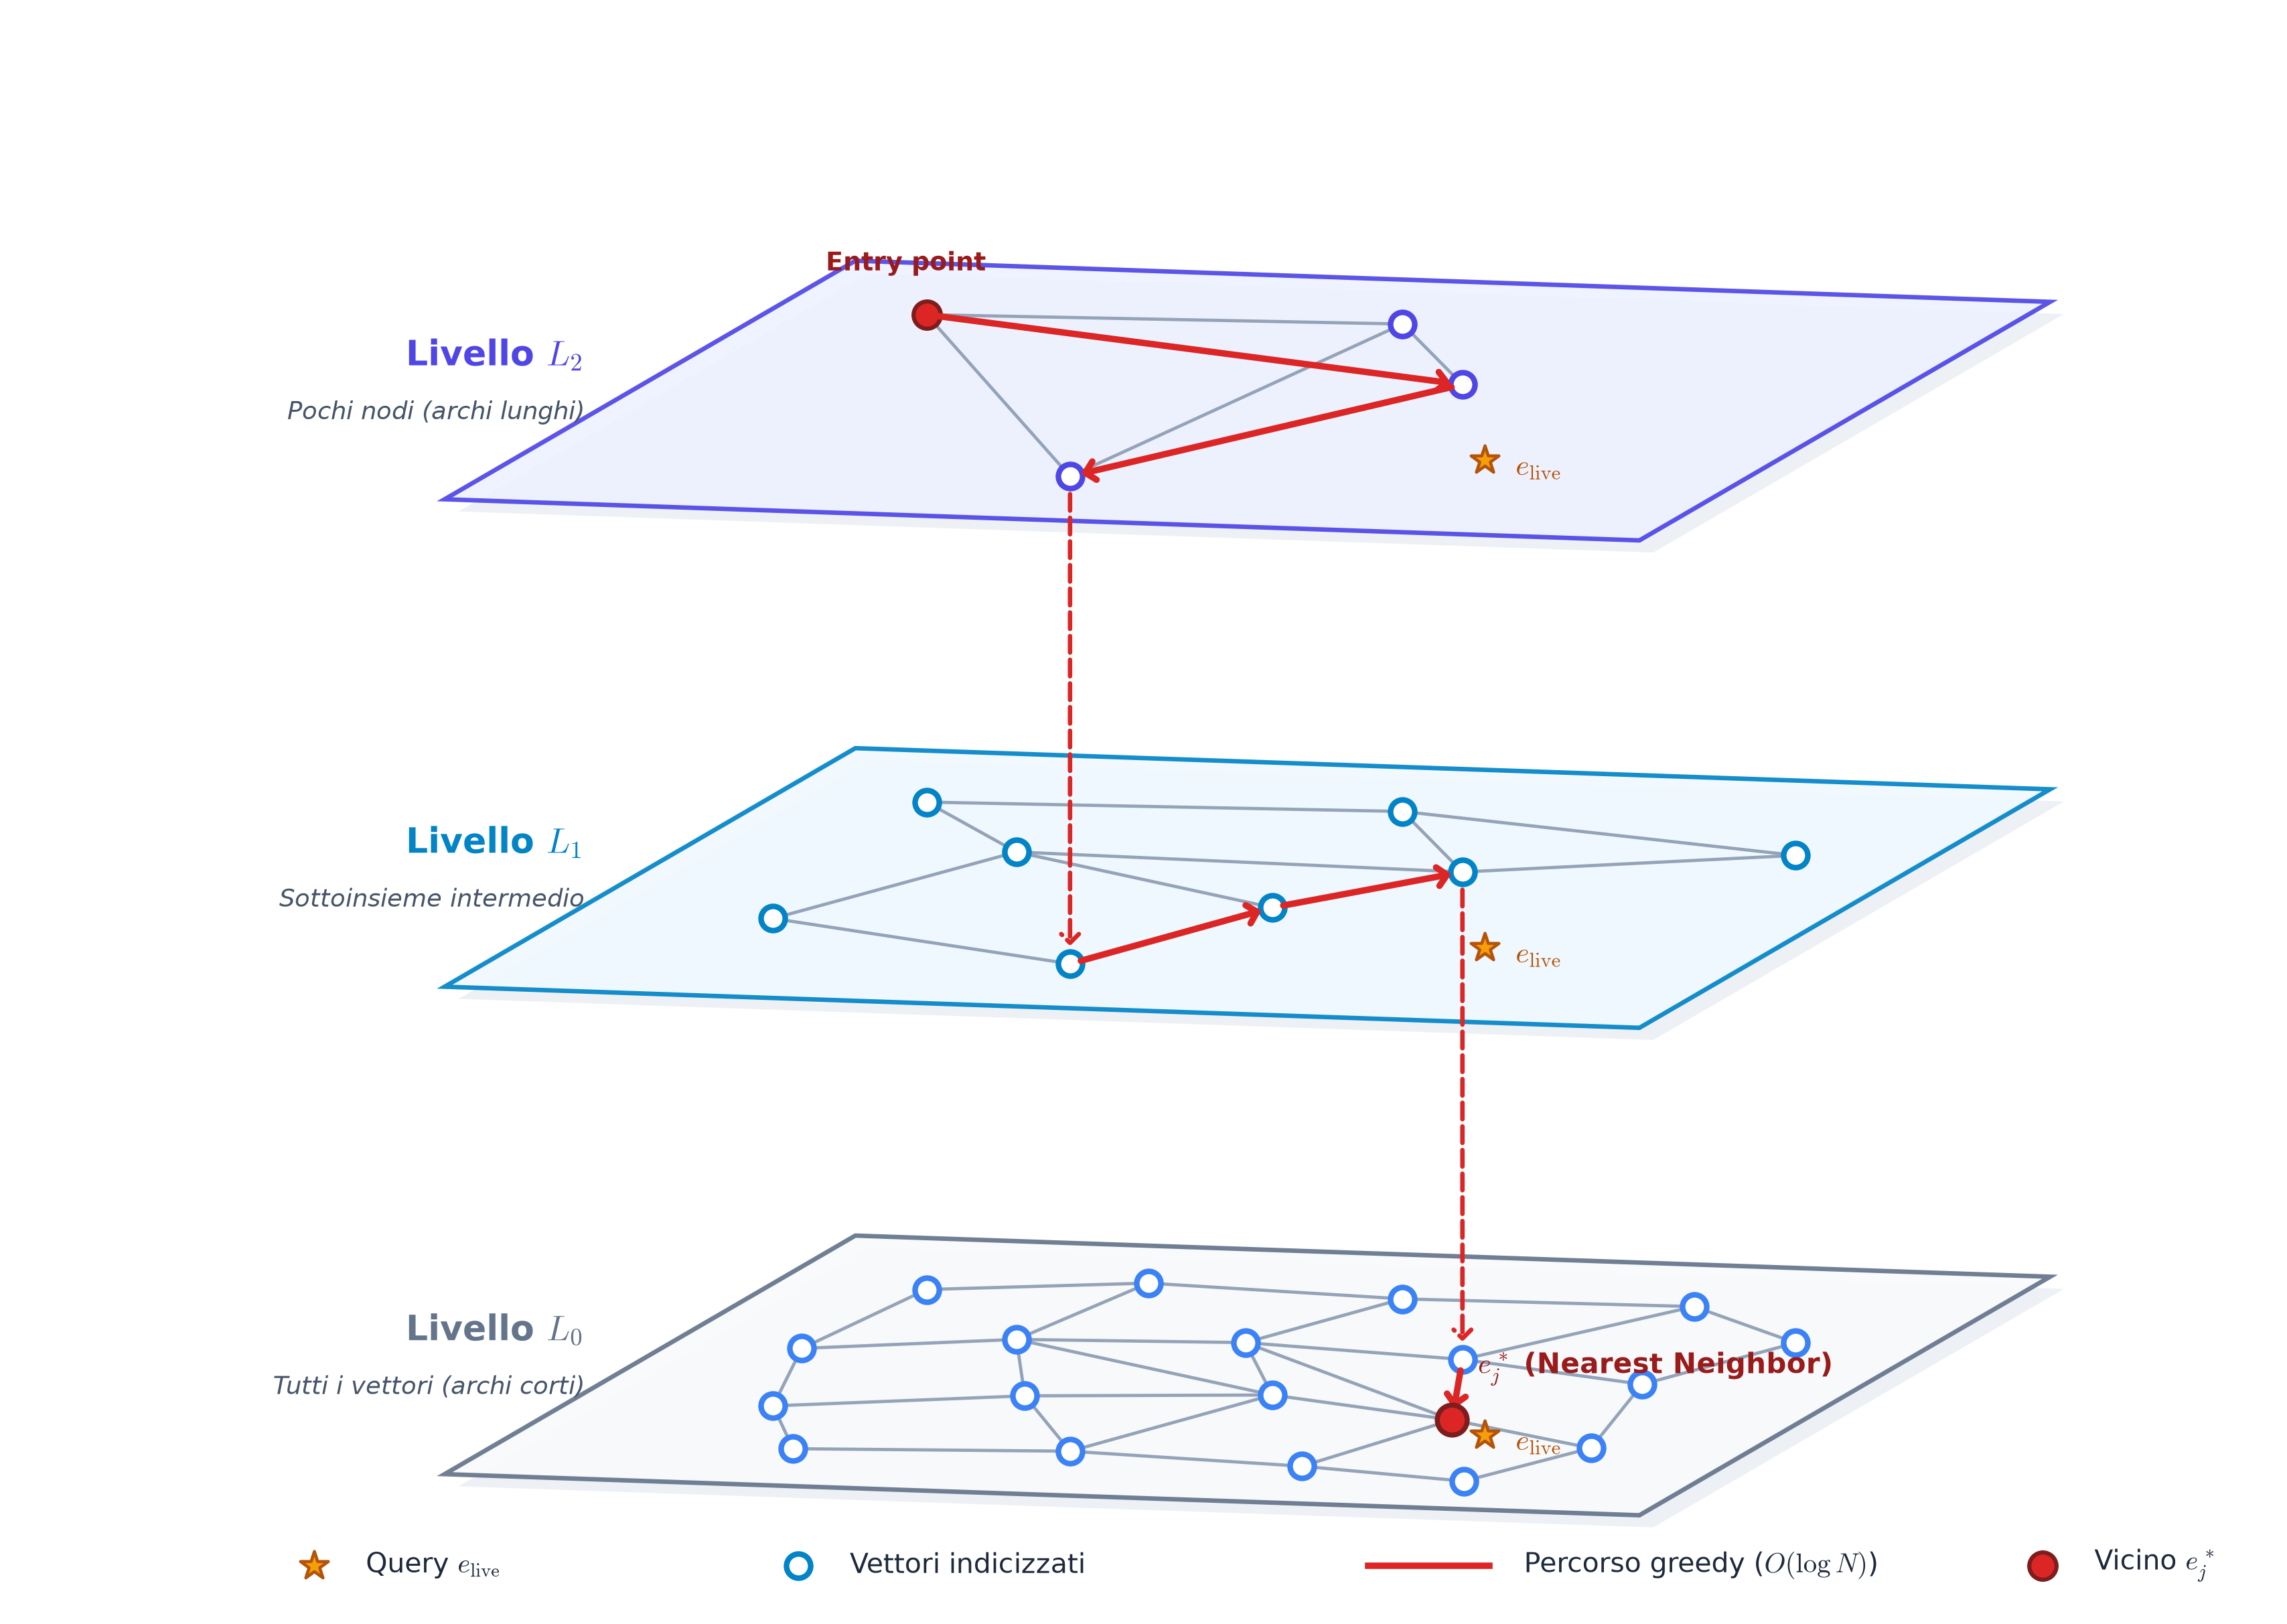 Entry point
Livello L₂
Pochi nodi (archi lunghi)
e_live
Livello L₁
Sottoinsieme intermedio
e_live
Livello L₀
Tutti i vettori (archi corti)
e_j^* (Nearest Neighbor)
e_live
Query e_live
Vettori indicizzati
Percorso greedy (O(log N))
Vicino e_j^*